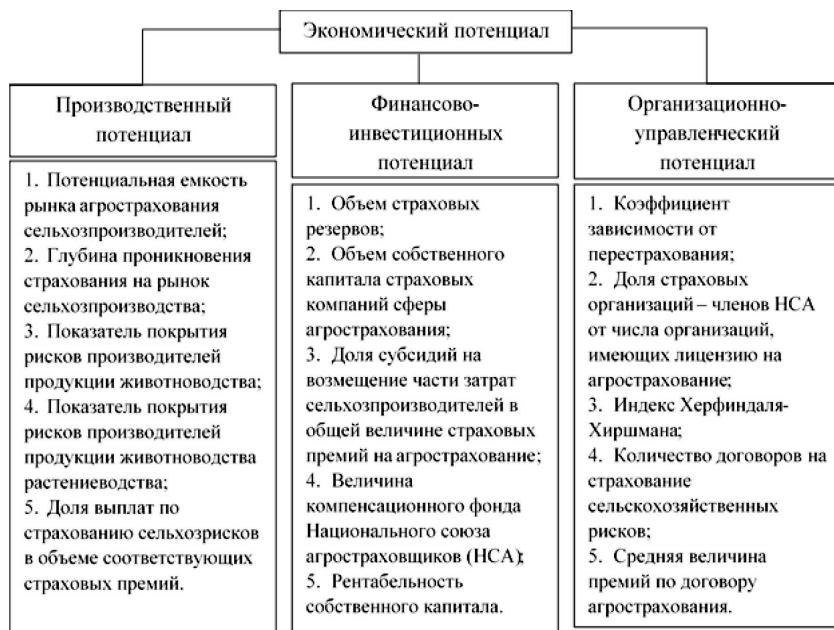 Экономический потенциал
Производственный
потенциал
1. Потенциальная емкость
рынка агрострахования
сельхозпроизводителей;
2. Глубина проникновения
страхования на рынок
сельхозпроизводства;
3. Показатель покрытия
рисков производителей
продукции животноводства;
4. Показатель покрытия
рисков производителей
продукции животноводства
растениеводства;
5. Доля выплат по
страхованию сельхозрисков
в объеме соответствующих
страховых премий.
Финансово-
инвестиционных
потенциал
1. Объем страховых
резервов;
2. Объем собственного
капитала страховых
компаний сферы
агрострахования;
3. Доля субсидий на
возмещение части затрат
сельхозпроизводителей в
общей величине страховых
премий на агрострахование;
4. Величина
компенсационного фонда
Национального союза
агростраховщиков (НСА);
5. Рентабельность
собственного капитала.
Организационно-
управленческий
потенциал
1. Коэффициент
зависимости от
перестрахования;
2. Доля страховых
организаций – членов НСА
от числа организаций,
имеющих лицензию на
агрострахование;
3. Индекс Херфиндаля-
Хиршмана;
4. Количество договоров на
страхование
сельскохозяйственных
рисков;
5. Средняя величина
премий по договору
агрострахования.